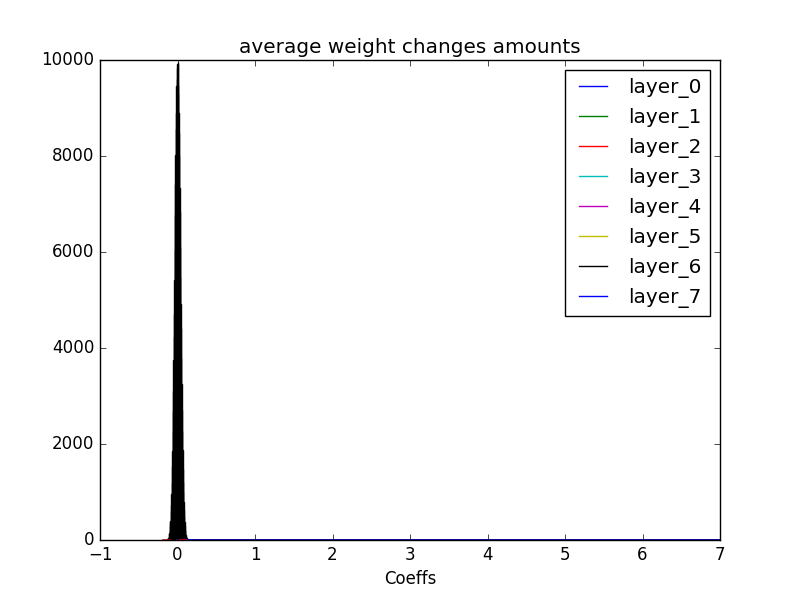 average weight changes amounts
10000
8000
6000
4000
2000
0
−1
0
1
2
3
4
5
6
7
Coeffs
layer_0
layer_1
layer_2
layer_3
layer_4
layer_5
layer_6
layer_7